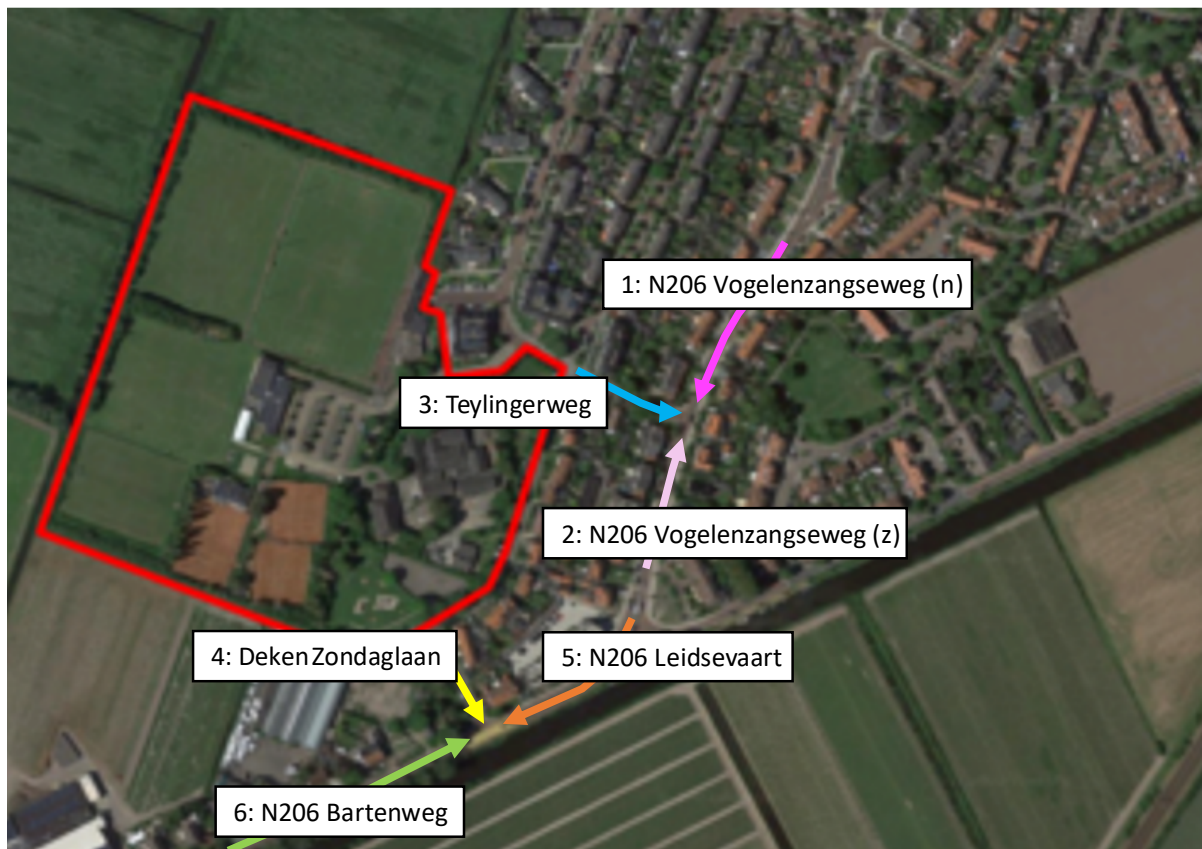 1: N206 Vogelenzangseweg (n)
3: Teylingerweg
2: N206 Vogelenzangseweg (z)
4: Deken Zondaglaan
5: N206 Leidsevaart
6: N206 Bartenweg